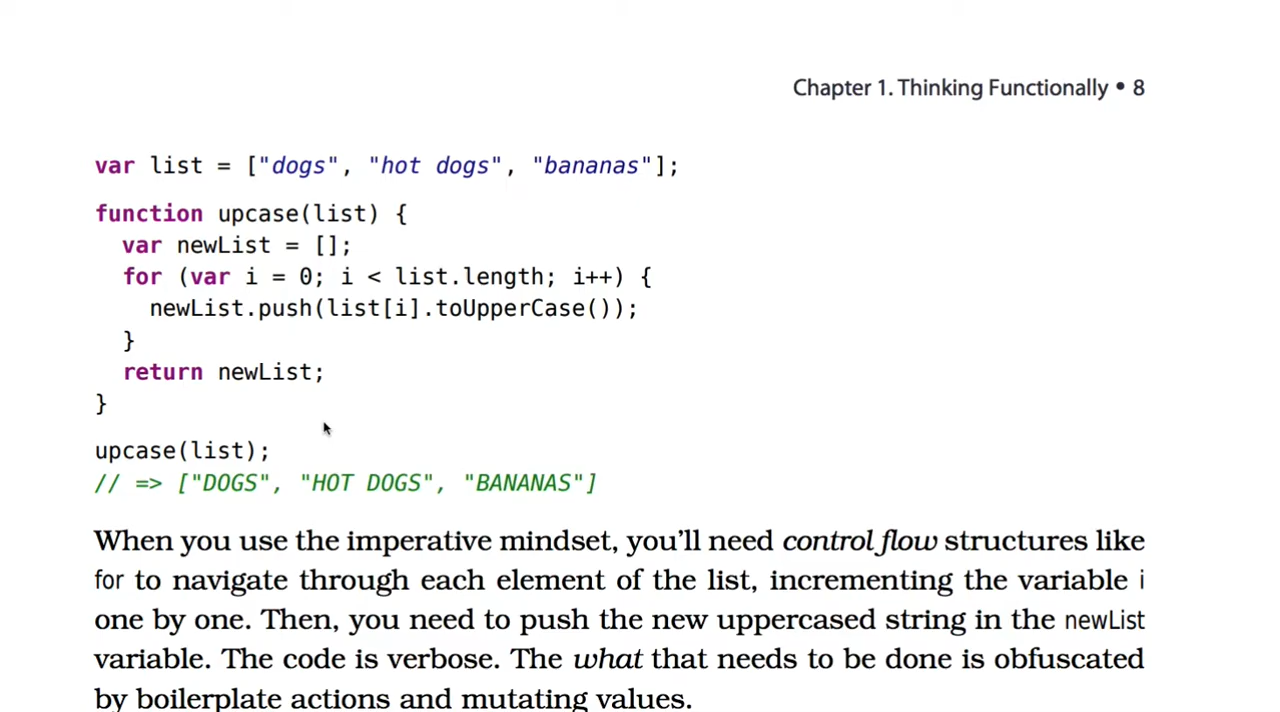 Chapter 1. Thinking Functionally • 8
var list = ["dogs", "hot dogs", "bananas"];
function upcase(list) {
  var newList = [];
  for (var i = 0; i < list.length; i++) {
    newList.push(list[i].toUpperCase());
  }
  return newList;
}
upcase(list);
// => ["DOGS", "HOT DOGS", "BANANAS"]
When you use the imperative mindset, you’ll need control flow structures like
for to navigate through each element of the list, incrementing the variable i
one by one. Then, you need to push the new uppercased string in the newList
variable. The code is verbose. The what that needs to be done is obfuscated
by boilerplate actions and mutating values.